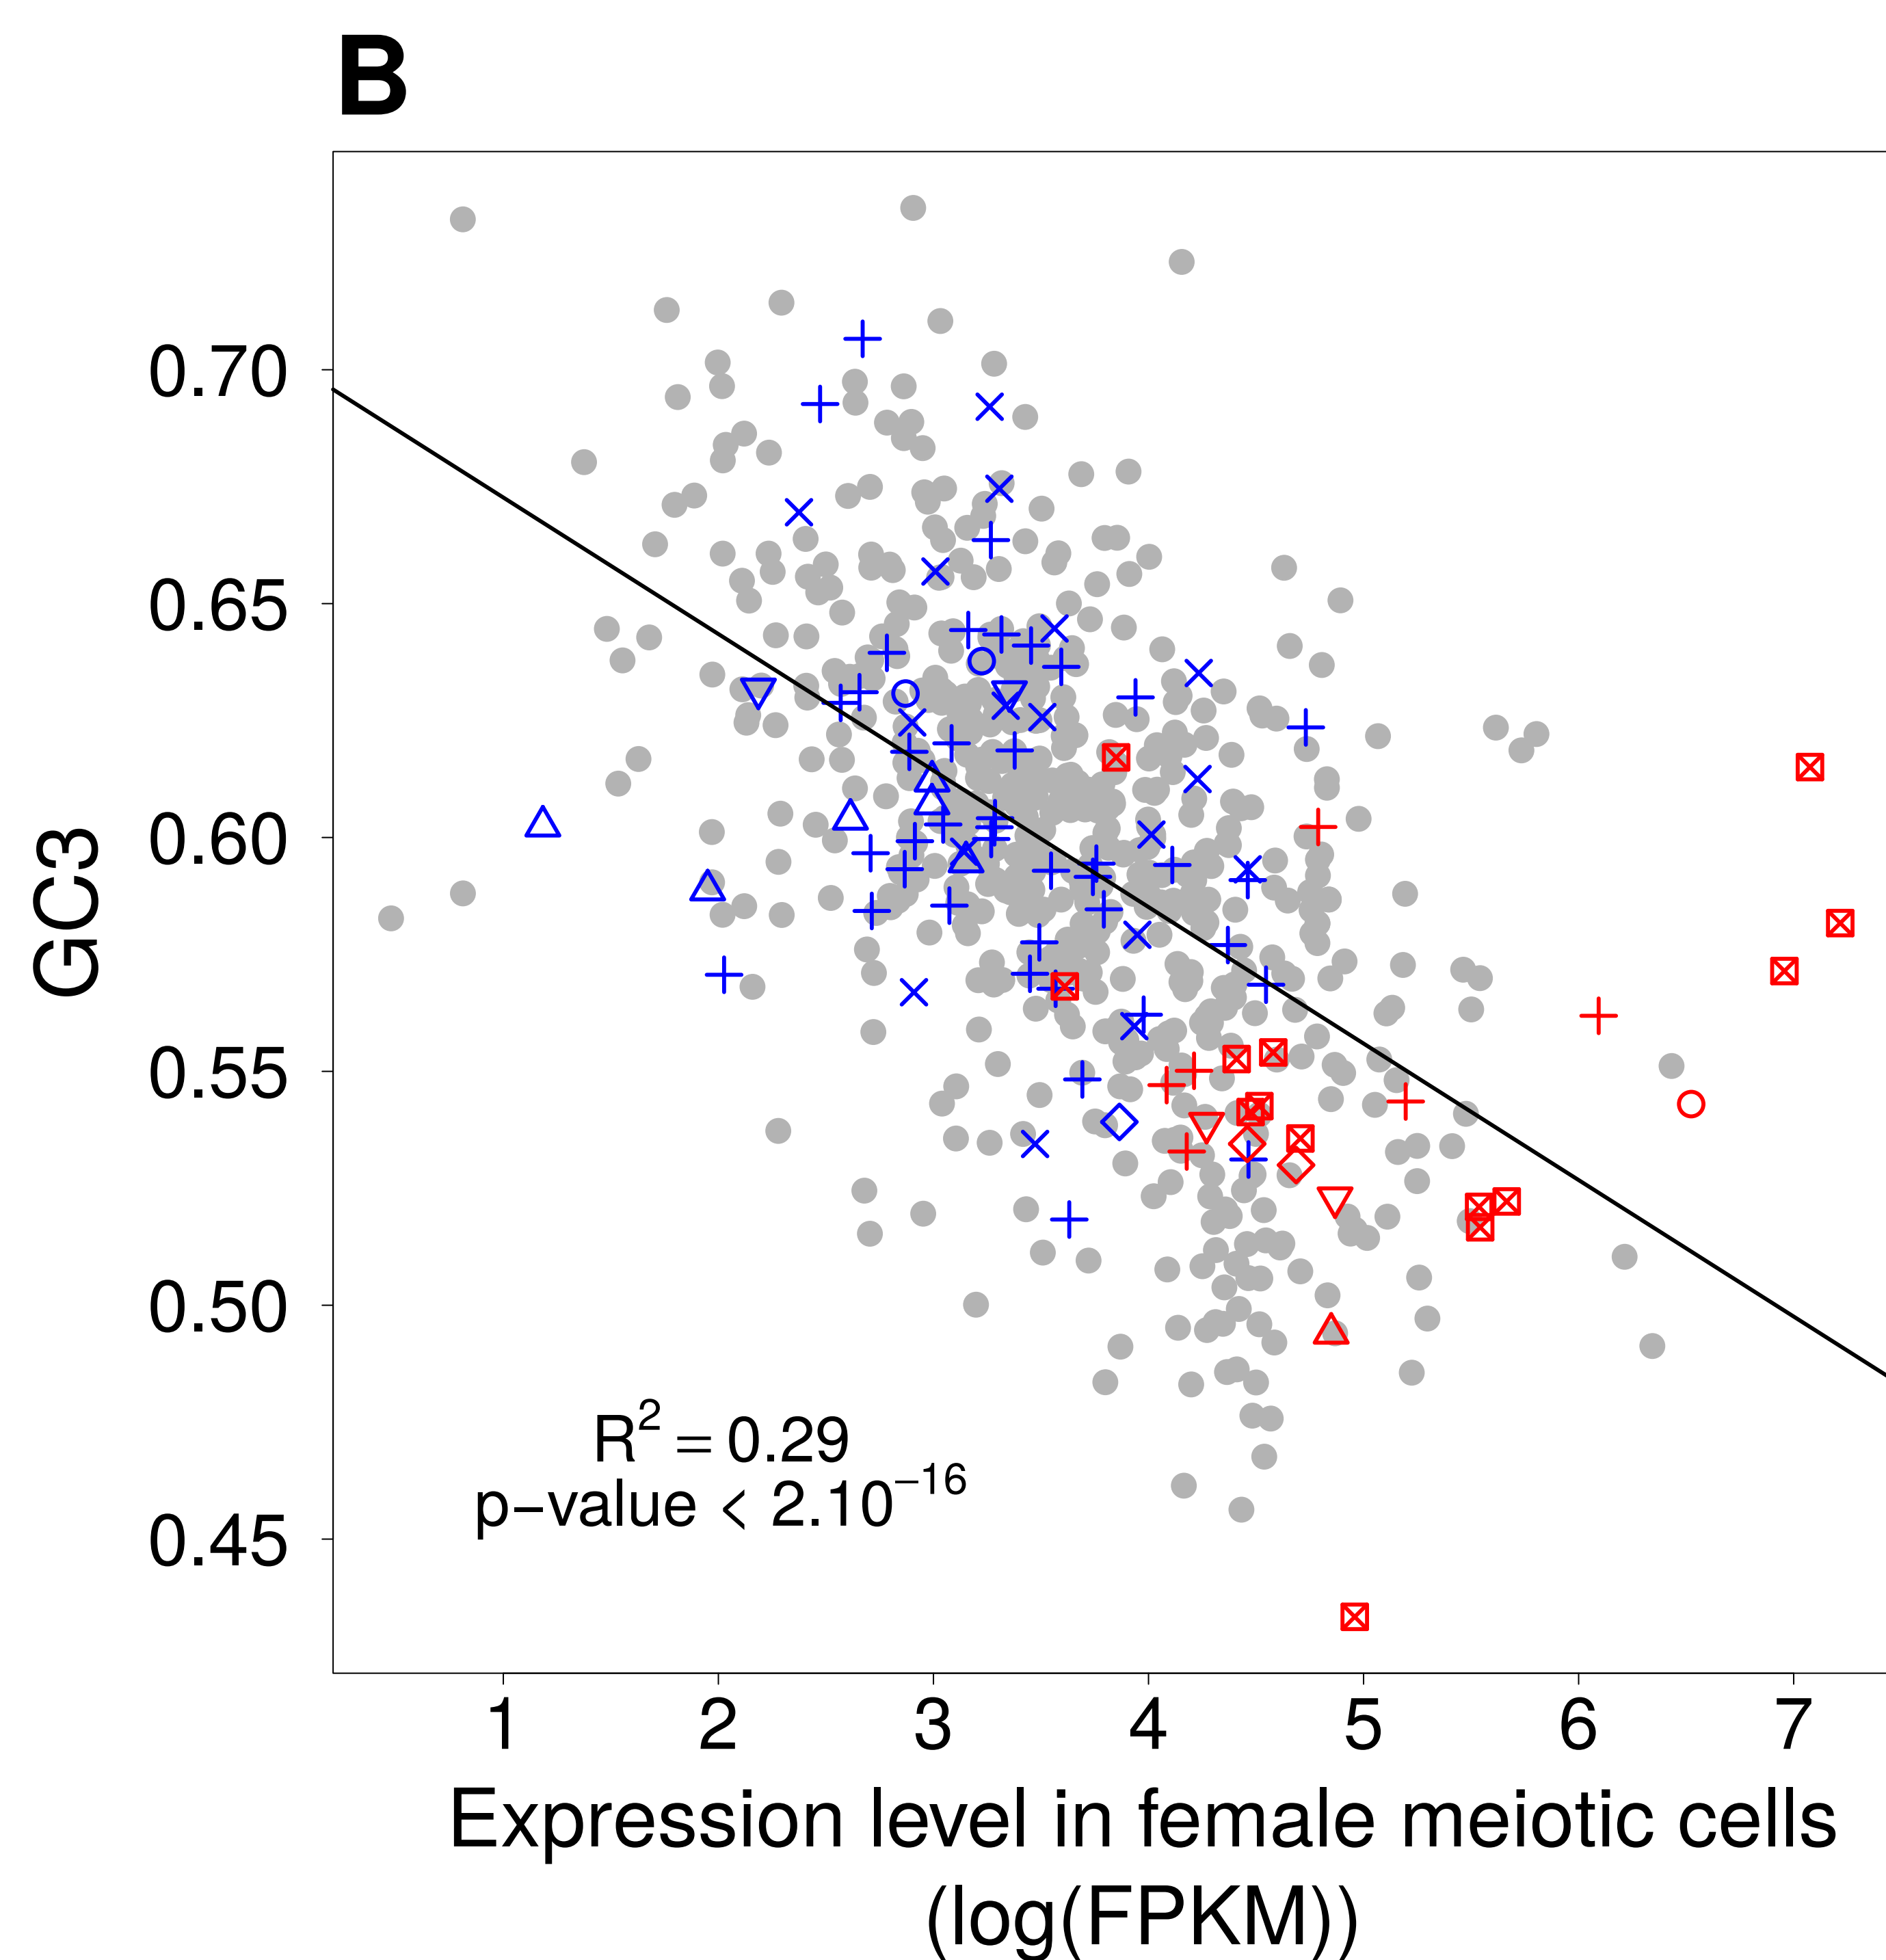 B
GC3
0.70
0.65
0.60
0.55
0.50
0.45
R² = 0.29
p−value < 2.10⁻¹⁶
1 2 3 4 5 6 7
Expression level in female meiotic cells
(log(FPKM))